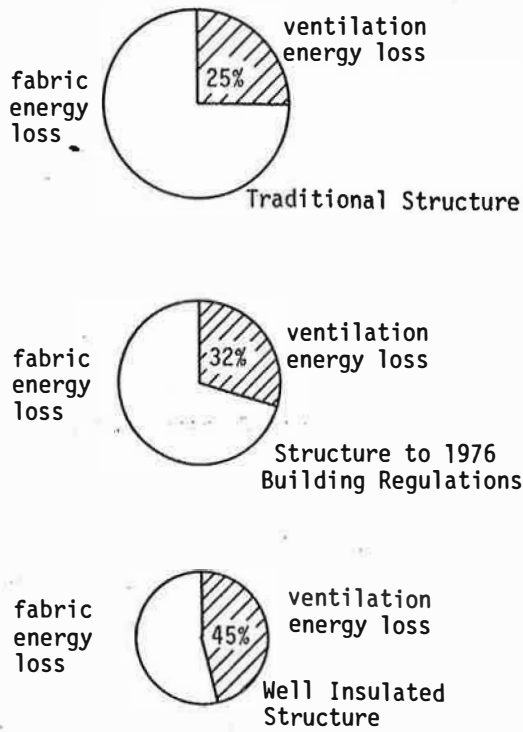 ventilation
energy loss
25%
fabric
energy
loss
Traditional Structure
ventilation
energy loss
32%
fabric
energy
loss
Structure to 1976
Building Regulations
ventilation
energy loss
45%
fabric
energy
loss
Well Insulated
Structure